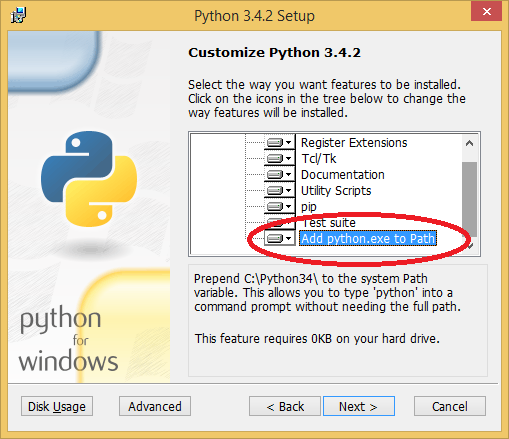 Python 3.4.2 Setup
Customize Python 3.4.2
Select the way you want features to be installed.
Click on the icons in the tree below to change the
way features will be installed.
Register Extensions
Tcl/Tk
Documentation
Utility Scripts
pip
Test suite
Add python.exe to Path
Prepend C:\Python34\ to the system Path
variable. This allows you to type 'python' into a
command prompt without needing the full path.
This feature requires 0KB on your hard drive.
python
for
windows
Disk Usage
Advanced
< Back
Next >
Cancel